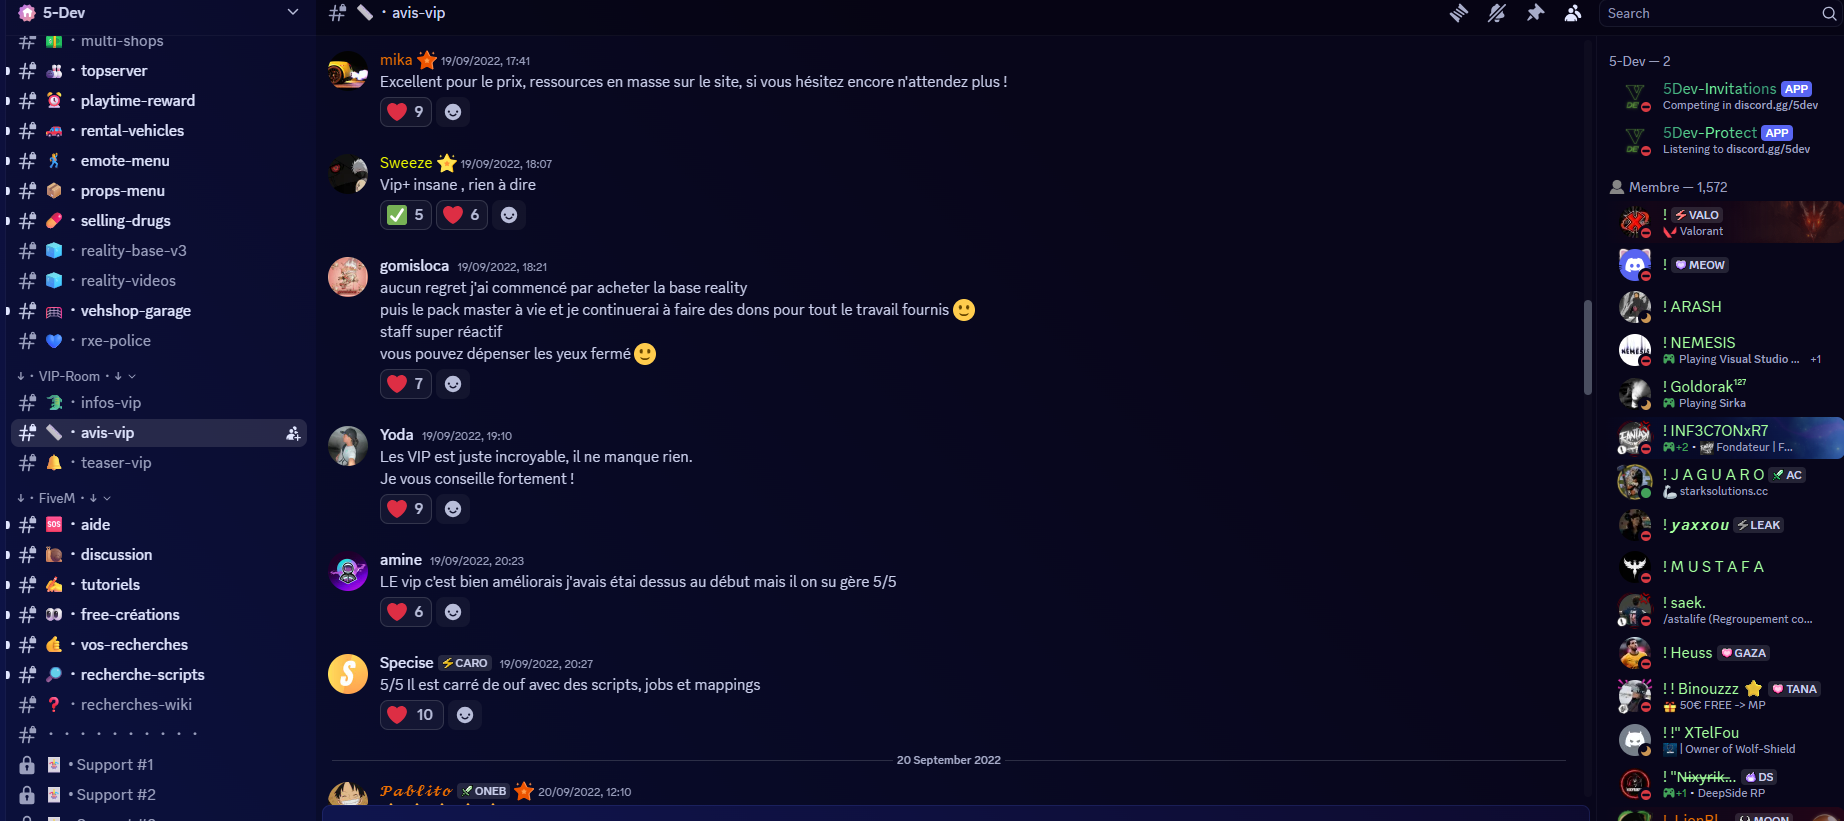 5-Dev
multi-shops
topserver
playtime-reward
rental-vehicles
emote-menu
props-menu
selling-drugs
reality-base-v3
reality-videos
vehshop-garage
rxe-police
↓ · VIP-Room · ↓
infos-vip
avis-vip
teaser-vip
↓ · FiveM · ↓
aide
discussion
tutoriels
free-créations
vos-recherches
recherche-scripts
recherches-wiki
· · · · · · · · · ·
• Support #1
• Support #2
· avis-vip
mika 19/09/2022, 17:41
Excellent pour le prix, ressources en masse sur le site, si vous hésitez encore n'attendez plus !
9
Sweeze 19/09/2022, 18:07
Vip+ insane , rien à dire
5 6
gomisloca 19/09/2022, 18:21
aucun regret j'ai commencé par acheter la base reality
puis le pack master à vie et je continuerai à faire des dons pour tout le travail fournis
staff super réactif
vous pouvez dépenser les yeux fermé
7
Yoda 19/09/2022, 19:10
Les VIP est juste incroyable, il ne manque rien.
Je vous conseille fortement !
9
amine 19/09/2022, 20:23
LE vip c'est bien améliorais j'avais étai dessus au début mais il on su gère 5/5
6
Specise CARO 19/09/2022, 20:27
5/5 Il est carré de ouf avec des scripts, jobs et mappings
10
20 September 2022
Pablito ONEB 20/09/2022, 12:10
Search
5-Dev — 2
5Dev-Invitations APP
Competing in discord.gg/5dev
5Dev-Protect APP
Listening to discord.gg/5dev
Membre — 1,572
! VALO
Valorant
! MEOW
! ARASH
! NEMESIS
Playing Visual Studio ... +1
! Goldorak¹²⁷
Playing Sirka
! INF3C7ONxR7
+2 • Fondateur | F...
! J A G U A R O AC
starksolutions.cc
! yaxxou LEAK
! M U S T A F A
! saek.
/astalife (Regroupement co...
! Heuss GAZA
! ! Binouzzz TANA
50€ FREE -> MP
! !" XTelFou
| Owner of Wolf-Shield
! "Nixyrik... DS
+1 • DeepSide RP
MOON